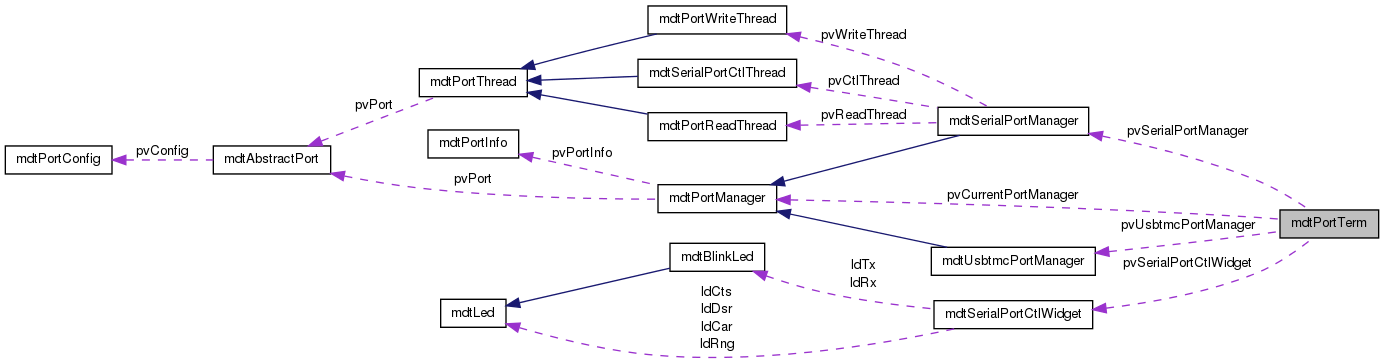 mdtPortWriteThread
pvWriteThread
mdtSerialPortCtlThread
mdtPortThread
pvCtlThread
pvPort
pvReadThread
mdtPortReadThread
mdtSerialPortManager
pvSerialPortManager
mdtPortInfo
pvConfig
pvPortInfo
mdtPortConfig
mdtAbstractPort
pvPort
mdtPortManager
pvCurrentPortManager
mdtPortTerm
pvUsbtmcPortManager
mdtBlinkLed
mdtUsbtmcPortManager
pvSerialPortCtlWidget
ldTx
ldRx
ldCts
ldDsr
ldCar
ldRng
mdtLed
mdtSerialPortCtlWidget